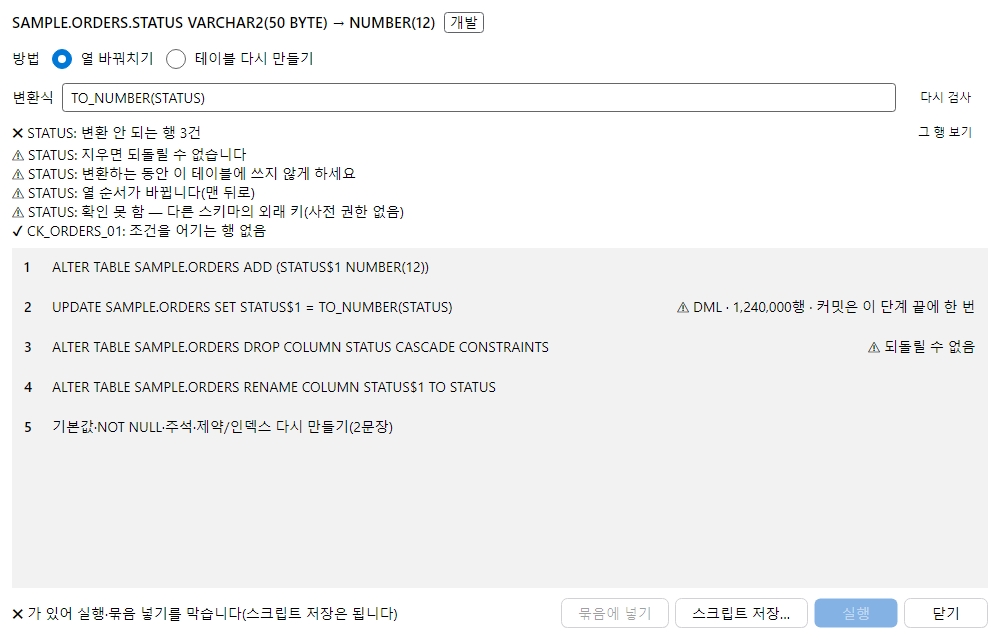 SAMPLE.ORDERS.STATUS VARCHAR2(50 BYTE) → NUMBER(12) 개발
방법 열 바꿔치기 테이블 다시 만들기
변환식 TO_NUMBER(STATUS) 다시 검사
✕ STATUS: 변환 안 되는 행 3건 그 행 보기
⚠ STATUS: 지우면 되돌릴 수 없습니다
⚠ STATUS: 변환하는 동안 이 테이블에 쓰지 않게 하세요
⚠ STATUS: 열 순서가 바뀝니다(맨 뒤로)
⚠ STATUS: 확인 못 함 — 다른 스키마의 외래 키(사전 권한 없음)
✔ CK_ORDERS_01: 조건을 어기는 행 없음
1 ALTER TABLE SAMPLE.ORDERS ADD (STATUS$1 NUMBER(12))
2 UPDATE SAMPLE.ORDERS SET STATUS$1 = TO_NUMBER(STATUS) ⚠ DML · 1,240,000행 · 커밋은 이 단계 끝에 한 번
3 ALTER TABLE SAMPLE.ORDERS DROP COLUMN STATUS CASCADE CONSTRAINTS ⚠ 되돌릴 수 없음
4 ALTER TABLE SAMPLE.ORDERS RENAME COLUMN STATUS$1 TO STATUS
5 기본값·NOT NULL·주석·제약/인덱스 다시 만들기(2문장)
✕ 가 있어 실행·묶음 넣기를 막습니다(스크립트 저장은 됩니다) 묶음에 넣기 스크립트 저장... 실행 닫기